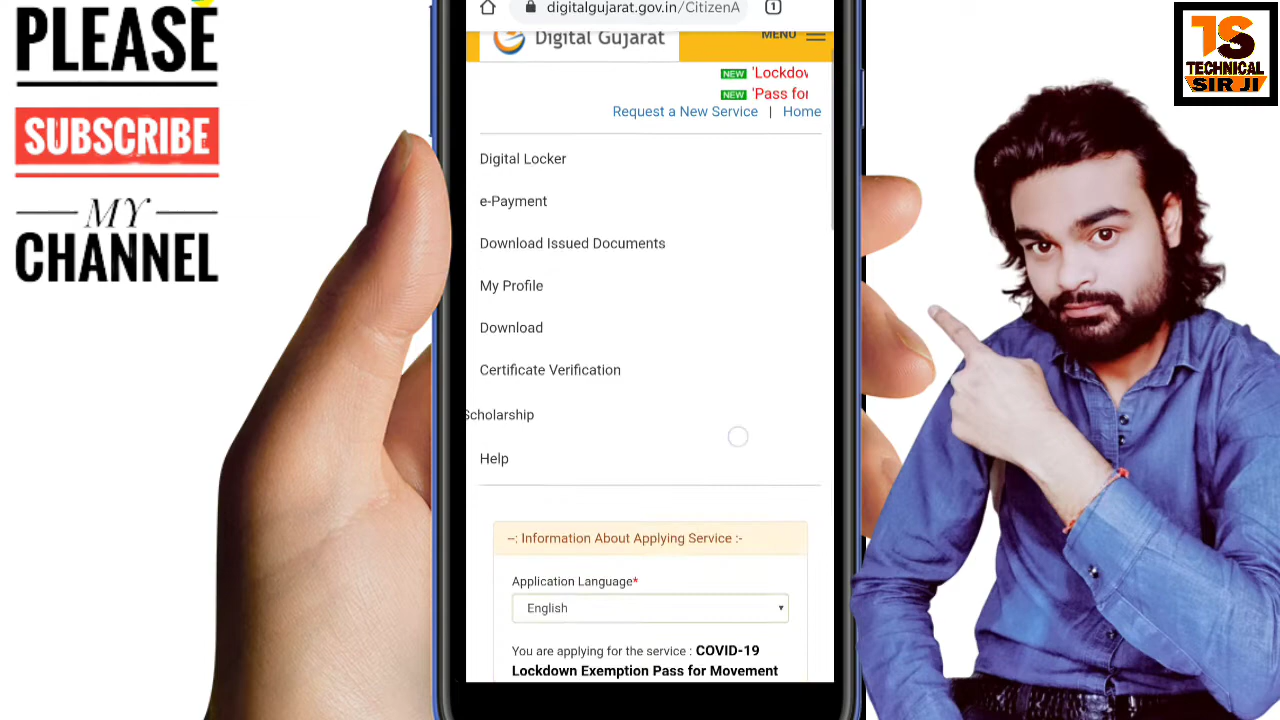 PLEASE
SUBSCRIBE
MY
CHANNEL
digitalgujarat.gov.in/CitizenA
1
Digital Gujarat
MENU
NEW 'Lockdov
NEW 'Pass for
Request a New Service | Home
Digital Locker
e-Payment
Download Issued Documents
My Profile
Download
Certificate Verification
Scholarship
Help
–: Information About Applying Service :-
Application Language*
English
You are applying for the service : COVID-19
Lockdown Exemption Pass for Movement
TS
TECHNICAL
SIR JI